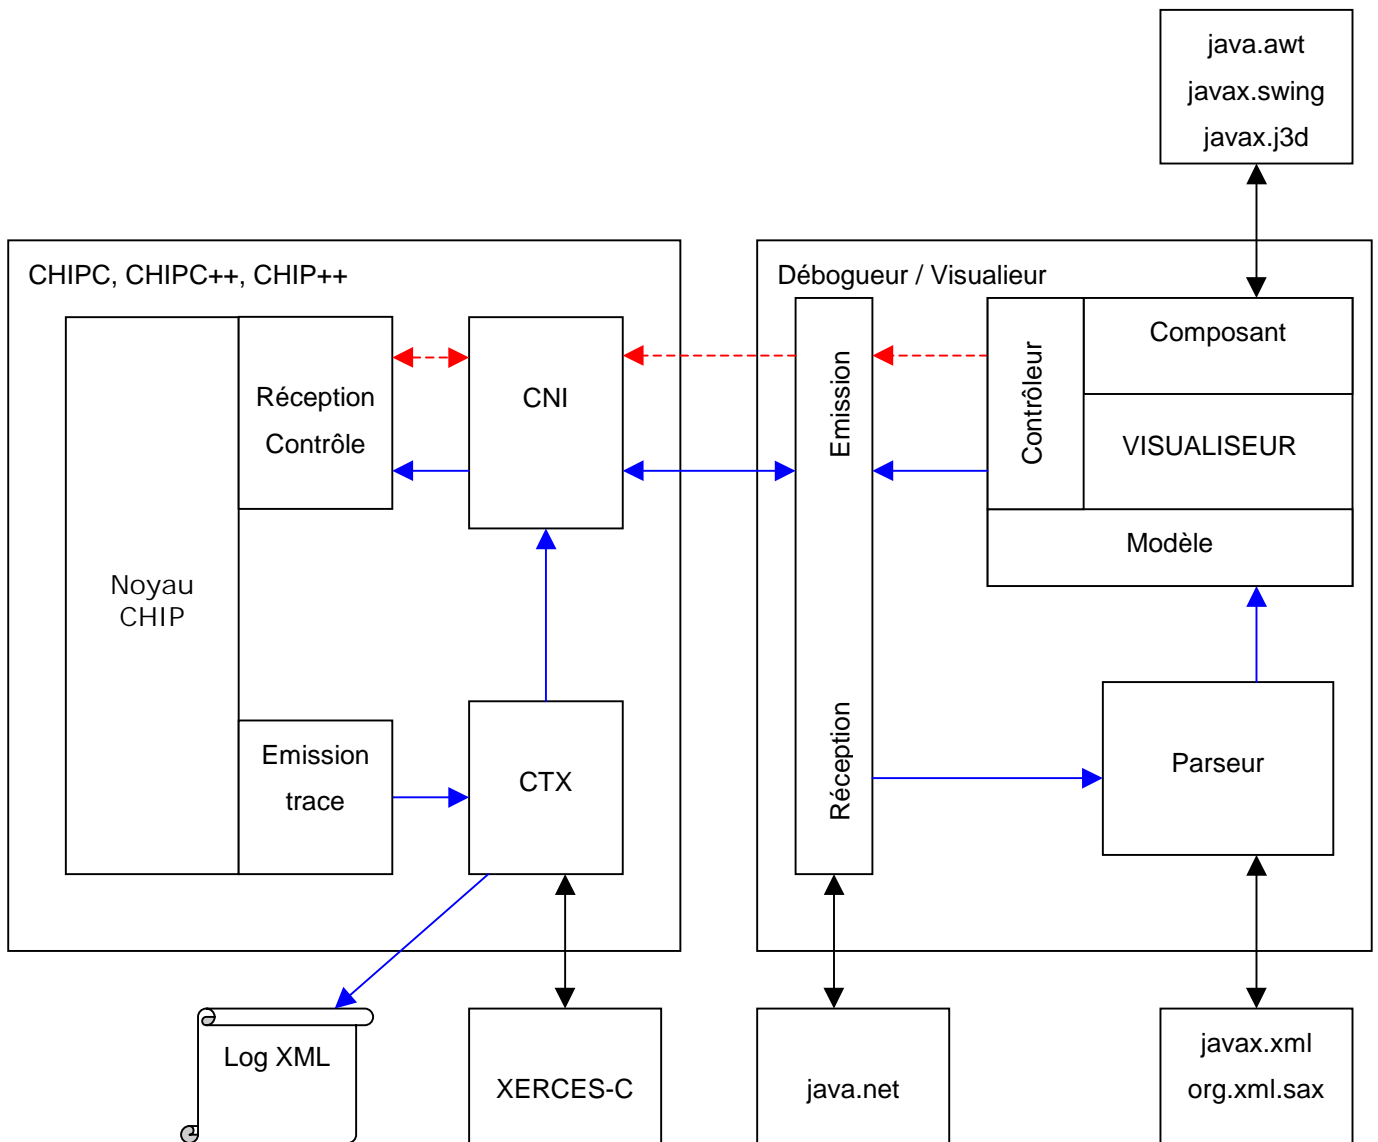 java.awt
javax.swing
javax.j3d
CHIPC, CHIPC++, CHIP++
Débogueur / Visualieur
Réception
Contrôle
CNI
Emission
Contrôleur
Composant
VISUALISEUR
Modèle
Noyau
CHIP
Emission
trace
CTX
Réception
Parseur
Log XML
XERCES-C
java.net
javax.xml
org.xml.sax